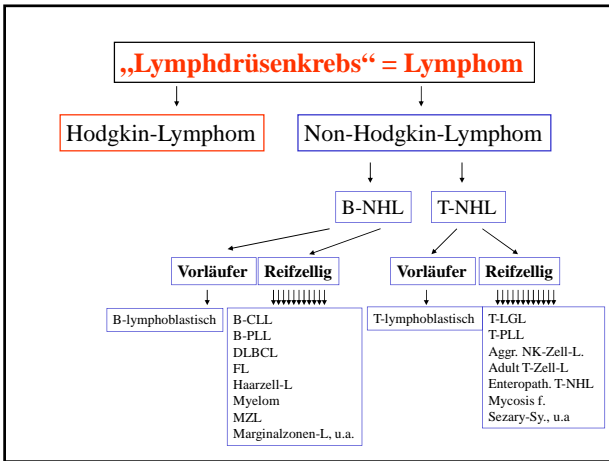 „Lymphdrüsenkrebs“ = Lymphom
Hodgkin-Lymphom
Non-Hodgkin-Lymphom
B-NHL
T-NHL
Vorläufer
Reifzellig
Vorläufer
Reifzellig
B-lymphoblastisch
B-CLL
B-PLL
DLBCL
FL
Haarzell-L
Myelom
MZL
Marginalzonen-L, u.a.
T-lymphoblastisch
T-LGL
T-PLL
Aggr. NK-Zell-L.
Adult T-Zell-L
Enteropath. T-NHL
Mycosis f.
Sezary-Sy., u.a